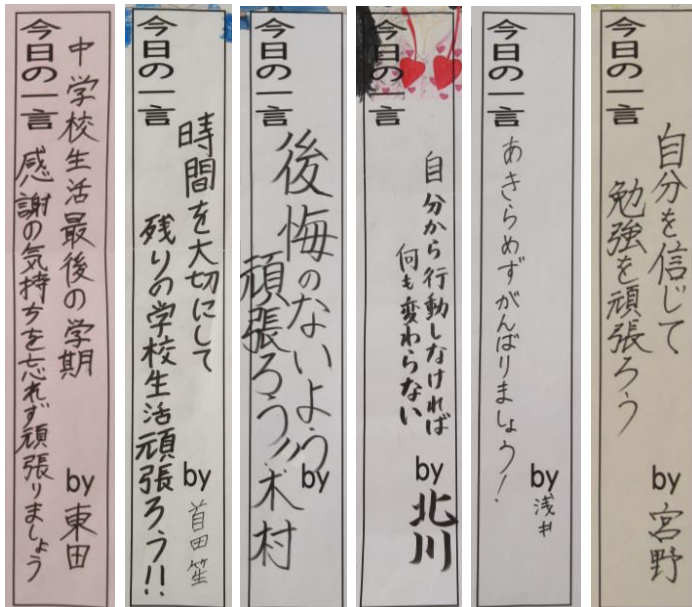 今日の一言
中学校生活最後の学期
感謝の気持ちを忘れず頑張りましょう
by 東田
今日の一言
時間を大切にして
残りの学校生活頑張ろう!!
by
今日の一言
後悔のないよう
頑張ろう!!
by 木村
今日の一言
自分から行動しなければ
何も変わらない
by 北川
今日の一言
あきらめずがんばりましょう!
by 浅井
今日の一言
自分を信じて
勉強を頑張ろう
by 宮野